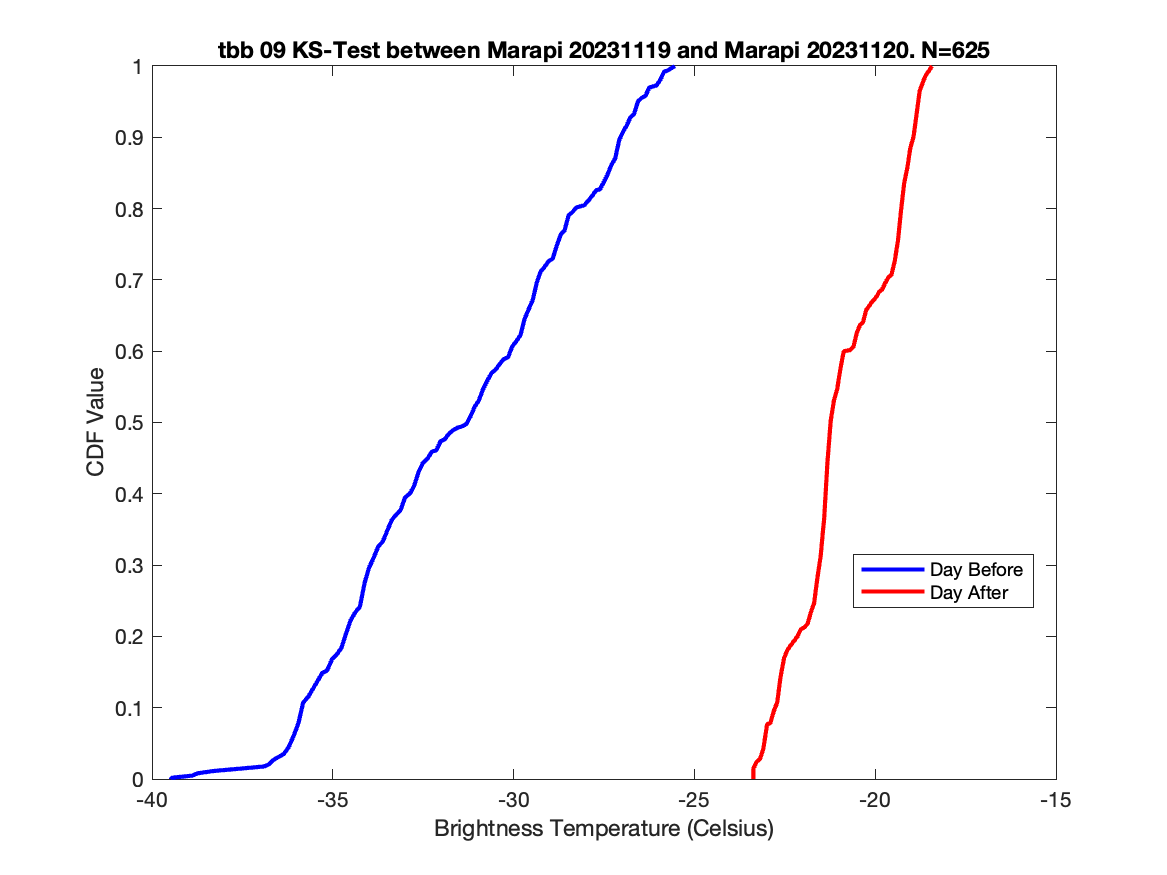 tbb 09 KS-Test between Marapi 20231119 and Marapi 20231120. N=625
1
0.9
0.8
0.7
0.6
0.5
0.4
0.3
0.2
0.1
0
CDF Value
Day Before
Day After
-40 -35 -30 -25 -20 -15
Brightness Temperature (Celsius)